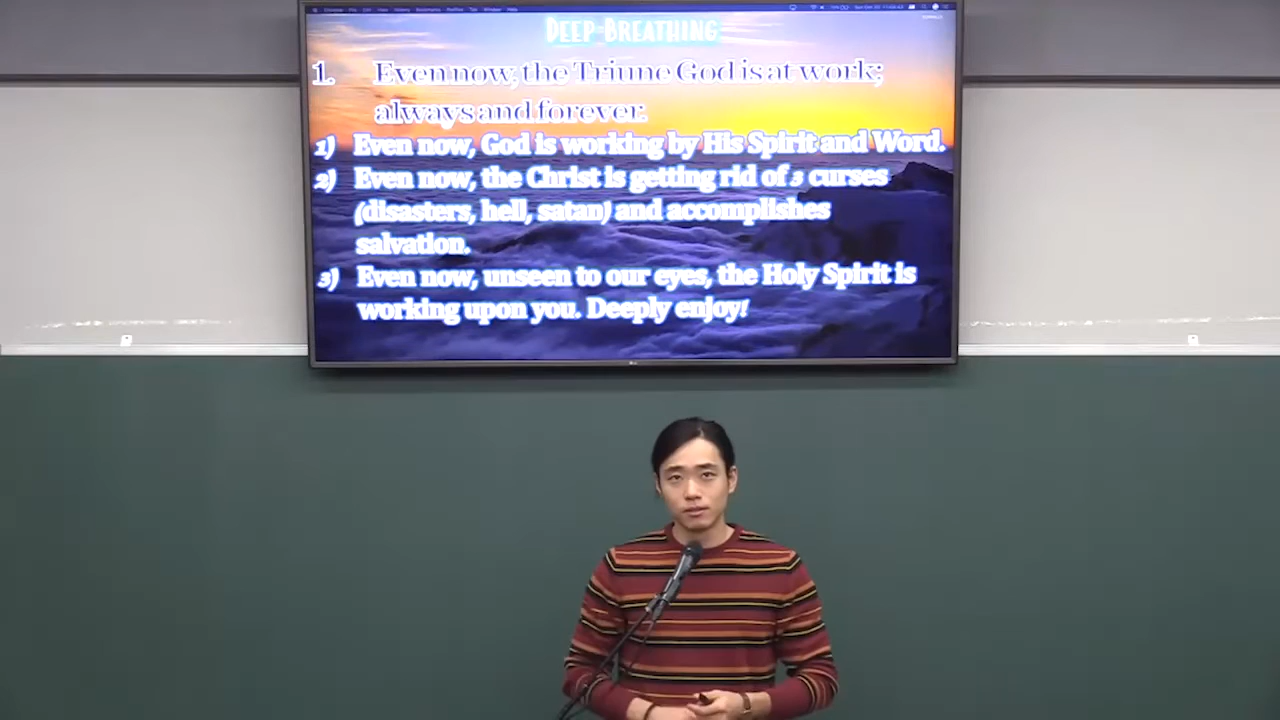 DEEP BREATHING
1. Even now, the Triune God is at work;
always and forever.
1) Even now, God is working by His Spirit and Word.
2) Even now, the Christ is getting rid of 3 curses
(disasters, hell, satan) and accomplishes
salvation.
3) Even now, unseen to our eyes, the Holy Spirit is
working upon you. Deeply enjoy!
LG